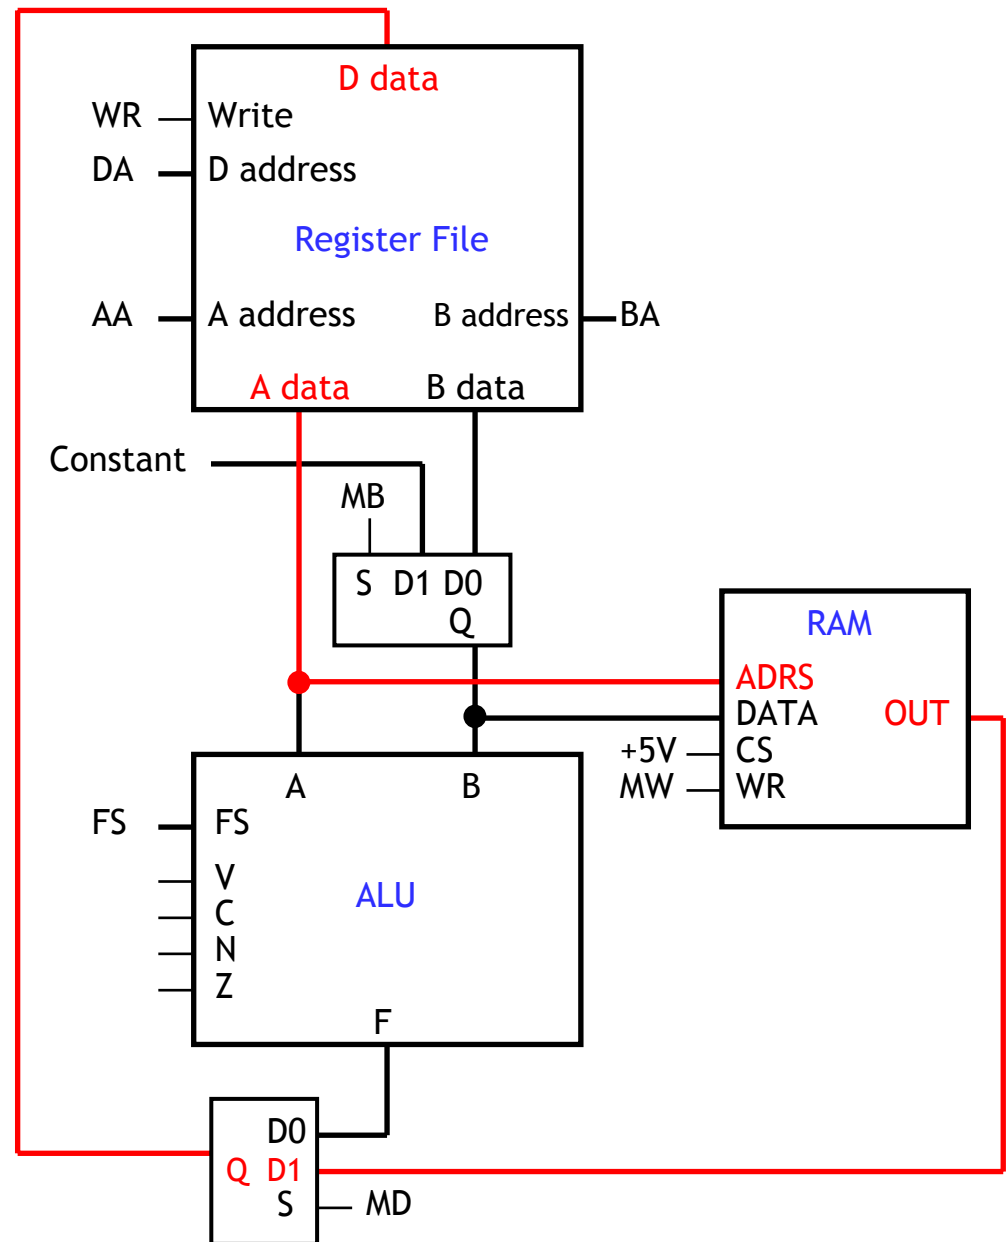 D data
WR Write
DA D address
Register File
AA A address B address BA
A data B data
Constant
MB
S D1 D0
Q
RAM
ADRS
DATA OUT
+5V CS
MW WR
A B
FS FS
V
ALU
C
N
Z
F
D0
Q D1
S MD